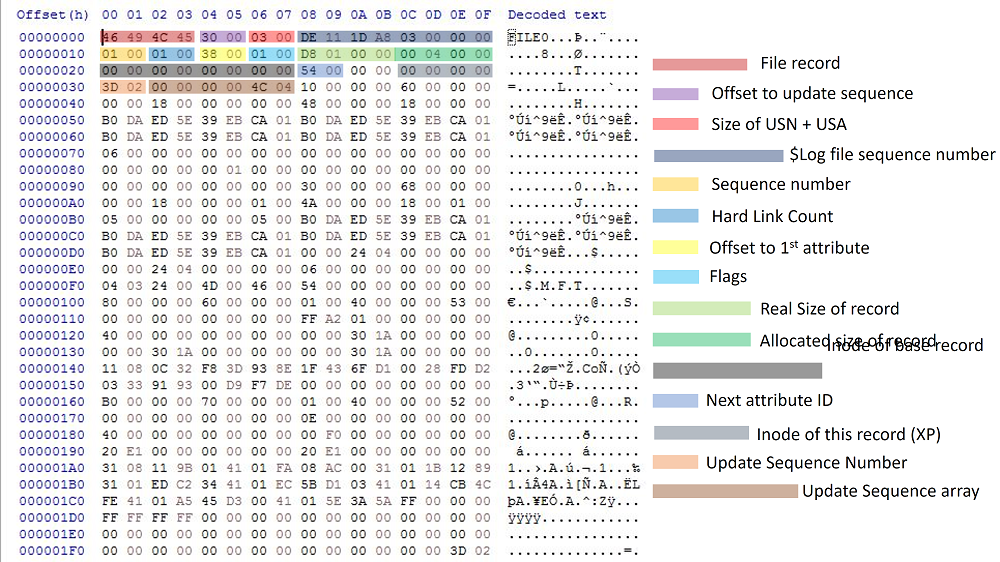 Offset(h) 00 01 02 03 04 05 06 07 08 09 0A 0B 0C 0D 0E 0F Decoded text
00000000 46 49 4C 45 30 00 03 00 DE 11 1D A8 03 00 00 00 FILE0...Þ..¨....
00000010 01 00 01 00 38 00 01 00 D8 01 00 00 00 04 00 00 ....8...Ø.......
00000020 00 00 00 00 00 00 00 00 54 00 00 00 00 00 00 00 ........T.......
00000030 3D 02 00 00 00 00 4C 04 10 00 00 00 60 00 00 00 =.....L.....`...
00000040 00 00 18 00 00 00 00 00 48 00 00 00 18 00 00 00 ........H.......
00000050 B0 DA ED 5E 39 EB CA 01 B0 DA ED 5E 39 EB CA 01 °Úí^9ëÊ.°Úí^9ëÊ.
00000060 B0 DA ED 5E 39 EB CA 01 B0 DA ED 5E 39 EB CA 01 °Úí^9ëÊ.°Úí^9ëÊ.
00000070 06 00 00 00 00 00 00 00 00 00 00 00 00 00 00 00 ................
00000080 00 00 00 00 00 01 00 00 00 00 00 00 00 00 00 00 ................
00000090 00 00 00 00 00 00 00 00 30 00 00 00 68 00 00 00 ........0...h...
000000A0 00 00 18 00 00 00 01 00 4A 00 00 00 18 00 01 00 ........J.......
000000B0 05 00 00 00 00 00 05 00 B0 DA ED 5E 39 EB CA 01 ........°Úí^9ëÊ.
000000C0 B0 DA ED 5E 39 EB CA 01 B0 DA ED 5E 39 EB CA 01 °Úí^9ëÊ.°Úí^9ëÊ.
000000D0 B0 DA ED 5E 39 EB CA 01 00 00 24 04 00 00 00 00 °Úí^9ëÊ...$.....
000000E0 00 00 24 04 00 00 00 00 06 00 00 00 00 00 00 00 ..$.............
000000F0 04 03 24 00 4D 00 46 00 54 00 00 00 00 00 00 00 ..$.M.F.T.......
00000100 80 00 00 00 60 00 00 00 01 00 40 00 00 00 53 00 €...`.....@...S.
00000110 00 00 00 00 00 00 00 00 FF A2 01 00 00 00 00 00 ........ÿ¢......
00000120 40 00 00 00 00 00 00 00 00 00 30 1A 00 00 00 00 @.........0.....
00000130 00 00 30 1A 00 00 00 00 00 00 30 1A 00 00 00 00 ..0.......0.....
00000140 11 08 0C 32 F8 3D 93 8E 1F 43 6F D1 00 28 FD D2 ...2ø="Ž.CoÑ.(ýÒ
00000150 03 33 91 93 00 D9 F7 DE 00 00 00 00 00 00 00 00 .3‘“.Ù÷Þ........
00000160 B0 00 00 00 70 00 00 00 01 00 40 00 00 00 52 00 °...p.....@...R.
00000170 00 00 00 00 00 00 00 00 0E 00 00 00 00 00 00 00 ................
00000180 40 00 00 00 00 00 00 00 00 F0 00 00 00 00 00 00 @........ð......
00000190 20 E1 00 00 00 00 00 00 20 E1 00 00 00 00 00 00 á...... á......
000001A0 31 08 11 9B 01 41 01 FA 08 AC 00 31 01 1B 12 89 1..›.A.ú.¬.1...‰
000001B0 31 01 ED C2 34 41 01 EC 5B D1 03 41 01 14 CB 4C 1.íÂ4A.ì[Ñ.A..ËL
000001C0 FE 41 01 A5 45 D3 00 41 01 5E 3A 5A FF 00 00 00 þA.¥EÓ.A.^:Zÿ...
000001D0 FF FF FF FF 00 00 00 00 00 00 00 00 00 00 00 00 ÿÿÿÿ............
000001E0 00 00 00 00 00 00 00 00 00 00 00 00 00 00 00 00 ................
000001F0 00 00 00 00 00 00 00 00 00 00 00 00 00 00 3D 02 ..............=.
File record
Offset to update sequence
Size of USN + USA
$Log file sequence number
Sequence number
Hard Link Count
Offset to 1st attribute
Flags
Real Size of record
Allocated size of record
Inode of base record
Next attribute ID
Inode of this record (XP)
Update Sequence Number
Update Sequence array